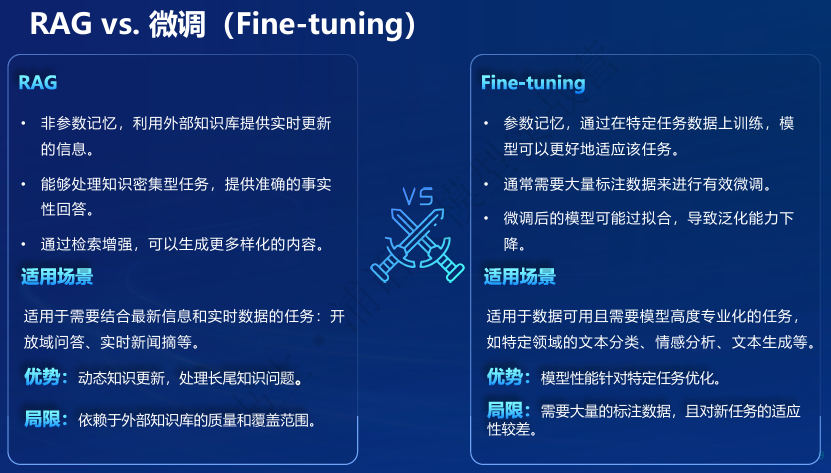 RAG vs. 微调（Fine-tuning）
RAG
• 非参数记忆，利用外部知识库提供实时更新
的信息。
• 能够处理知识密集型任务，提供准确的事实
性回答。
• 通过检索增强，可以生成更多样化的内容。
适用场景
适用于需要结合最新信息和实时数据的任务：开
放域问答、实时新闻摘等。
优势：动态知识更新，处理长尾知识问题。
局限：依赖于外部知识库的质量和覆盖范围。
VS
Fine-tuning
• 参数记忆，通过在特定任务数据上训练，模
型可以更好地适应该任务。
• 通常需要大量标注数据来进行有效微调。
• 微调后的模型可能过拟合，导致泛化能力下
降。
适用场景
适用于数据可用且需要模型高度专业化的任务，
如特定领域的文本分类、情感分析、文本生成等。
优势：模型性能针对特定任务优化。
局限：需要大量的标注数据，且对新任务的适应
性较差。